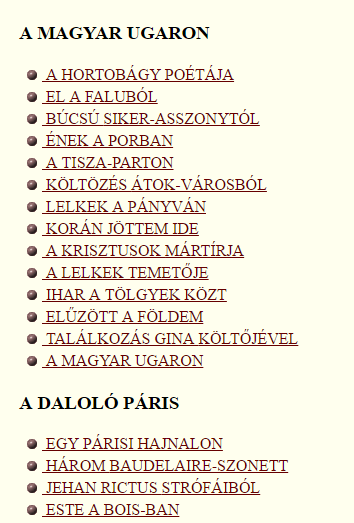 A MAGYAR UGARON
A HORTOBÁGY POÉTÁJA
EL A FALUBÓL
BÚCSÚ SIKER-ASSZONYTÓL
ÉNEK A PORBAN
A TISZA-PARTON
KÖLTÖZÉS ÁTOK-VÁROSBÓL
LELKEK A PÁNYVÁN
KORÁN JÖTTEM IDE
A KRISZTUSOK MÁRTÍRJA
A LELKEK TEMETŐJE
IHAR A TÖLGYEK KÖZT
ELŰZÖTT A FÖLDEM
TALÁLKOZÁS GINA KÖLTŐJÉVEL
A MAGYAR UGARON
A DALOLÓ PÁRIS
EGY PÁRISI HAJNALON
HÁROM BAUDELAIRE-SZONETT
JEHAN RICTUS STRÓFÁIBÓL
ESTE A BOIS-BAN